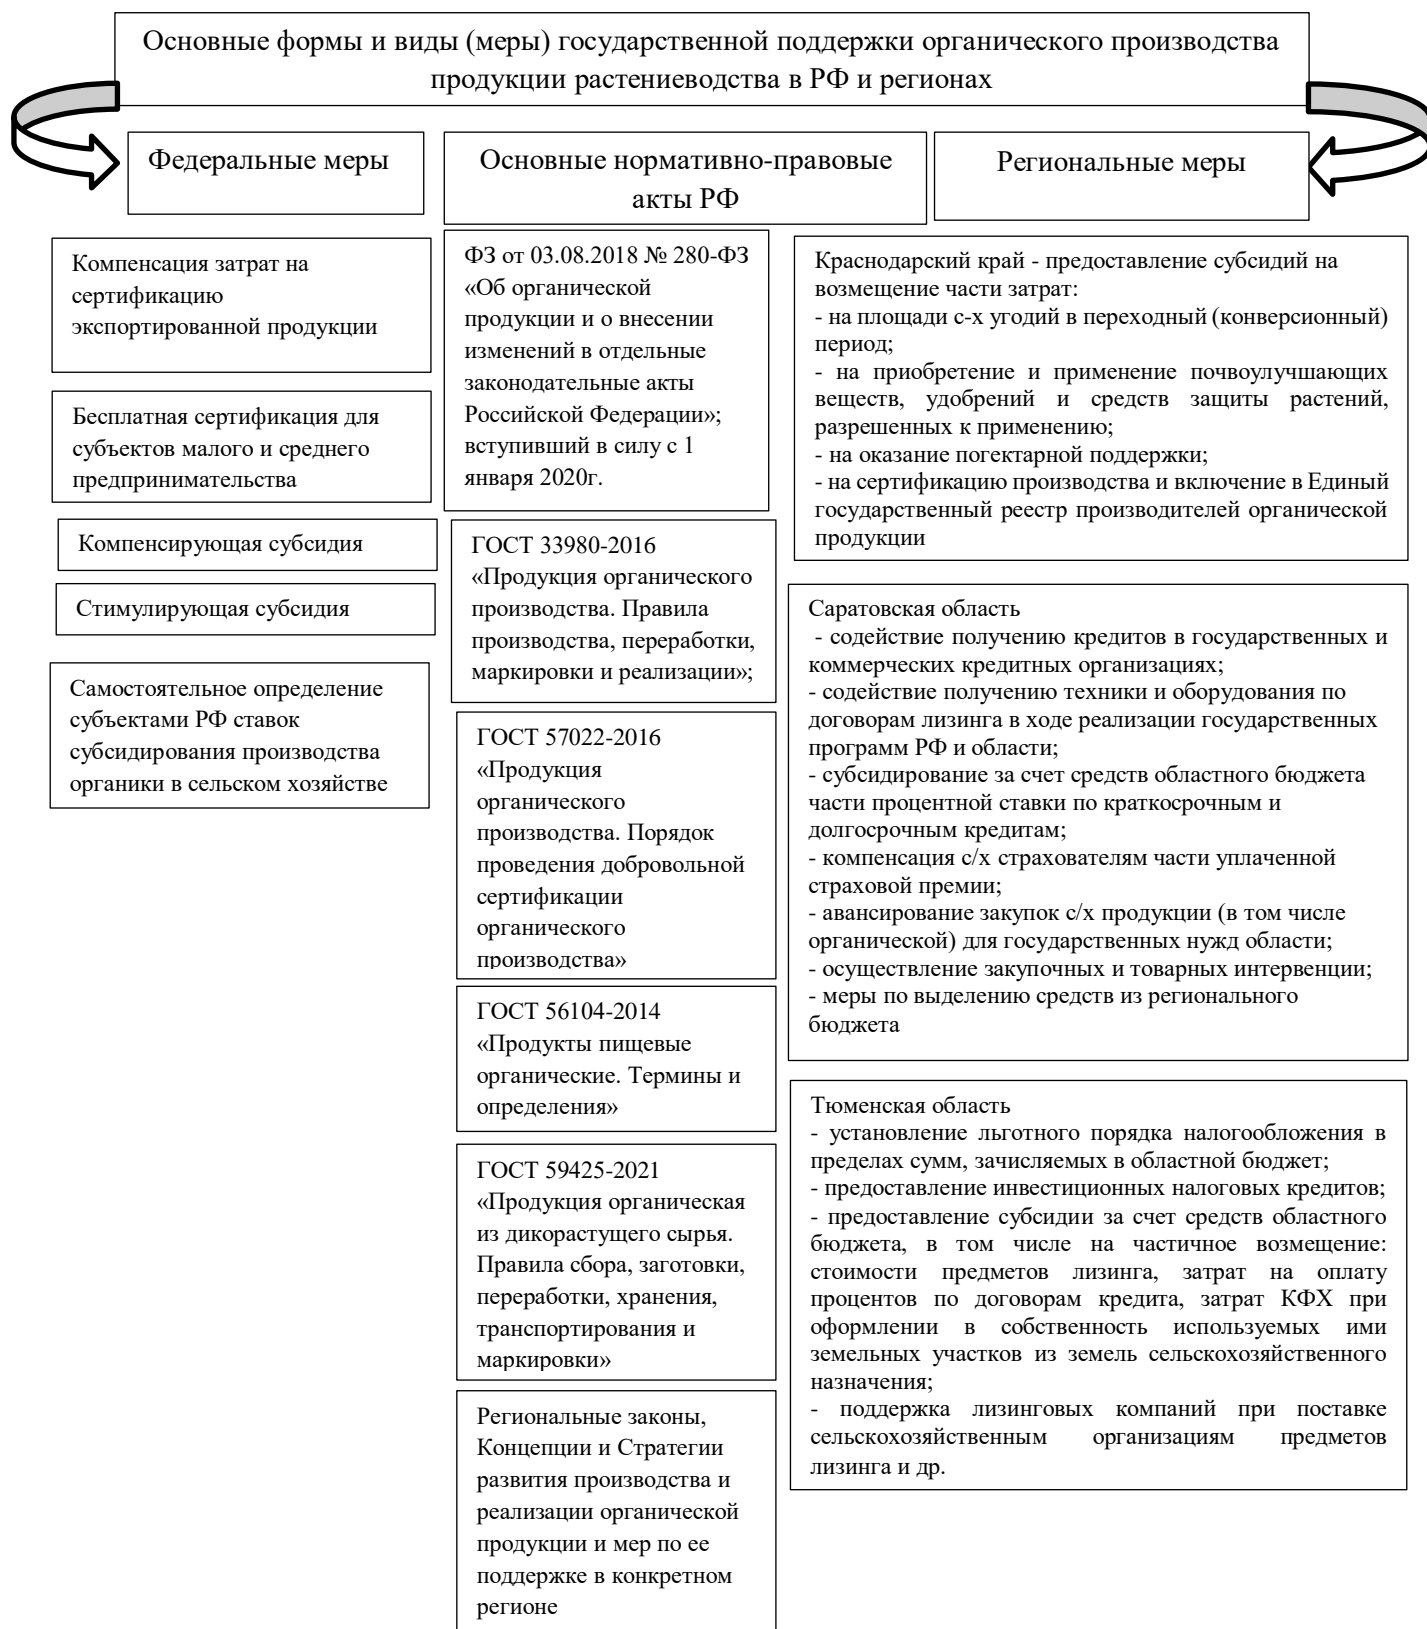 Основные формы и виды (меры) государственной поддержки органического производства
продукции растениеводства в РФ и регионах
Федеральные меры
Основные нормативно-правовые
акты РФ
Региональные меры
Компенсация затрат на
сертификацию
экспортированной продукции
Бесплатная сертификация для
субъектов малого и среднего
предпринимательства
Компенсирующая субсидия
Стимулирующая субсидия
Самостоятельное определение
субъектами РФ ставок
субсидирования производства
органики в сельском хозяйстве
ФЗ от 03.08.2018 № 280-ФЗ
«Об органической
продукции и о внесении
изменений в отдельные
законодательные акты
Российской Федерации»;
вступивший в силу с 1
января 2020г.
ГОСТ 33980-2016
«Продукция органического
производства. Правила
производства, переработки,
маркировки и реализации»;
ГОСТ 57022-2016
«Продукция
органического
производства. Порядок
проведения добровольной
сертификации
органического
производства»
ГОСТ 56104-2014
«Продукты пищевые
органические. Термины и
определения»
ГОСТ 59425-2021
«Продукция органическая
из дикорастущего сырья.
Правила сбора, заготовки,
переработки, хранения,
транспортирования и
маркировки»
Региональные законы,
Концепции и Стратегии
развития производства и
реализации органической
продукции и мер по ее
поддержке в конкретном
регионе
Краснодарский край - предоставление субсидий на
возмещение части затрат:
- на площади с-х угодий в переходный (конверсионный)
период;
- на приобретение и применение почвоулучшающих
веществ, удобрений и средств защиты растений,
разрешенных к применению;
- на оказание погектарной поддержки;
- на сертификацию производства и включение в Единый
государственный реестр производителей органической
продукции
Саратовская область
- содействие получению кредитов в государственных и
коммерческих кредитных организациях;
- содействие получению техники и оборудования по
договорам лизинга в ходе реализации государственных
программ РФ и области;
- субсидирование за счет средств областного бюджета
части процентной ставки по краткосрочным и
долгосрочным кредитам;
- компенсация с/х страхователям части уплаченной
страховой премии;
- авансирование закупок с/х продукции (в том числе
органической) для государственных нужд области;
- осуществление закупочных и товарных интервенции;
- меры по выделению средств из регионального
бюджета
Тюменская область
- установление льготного порядка налогообложения в
пределах сумм, зачисляемых в областной бюджет;
- предоставление инвестиционных налоговых кредитов;
- предоставление субсидии за счет средств областного
бюджета, в том числе на частичное возмещение:
стоимости предметов лизинга, затрат на оплату
процентов по договорам кредита, затрат КФХ при
оформлении в собственность используемых ими
земельных участков из земель сельскохозяйственного
назначения;
- поддержка лизинговых компаний при поставке
сельскохозяйственным организациям предметов
лизинга и др.